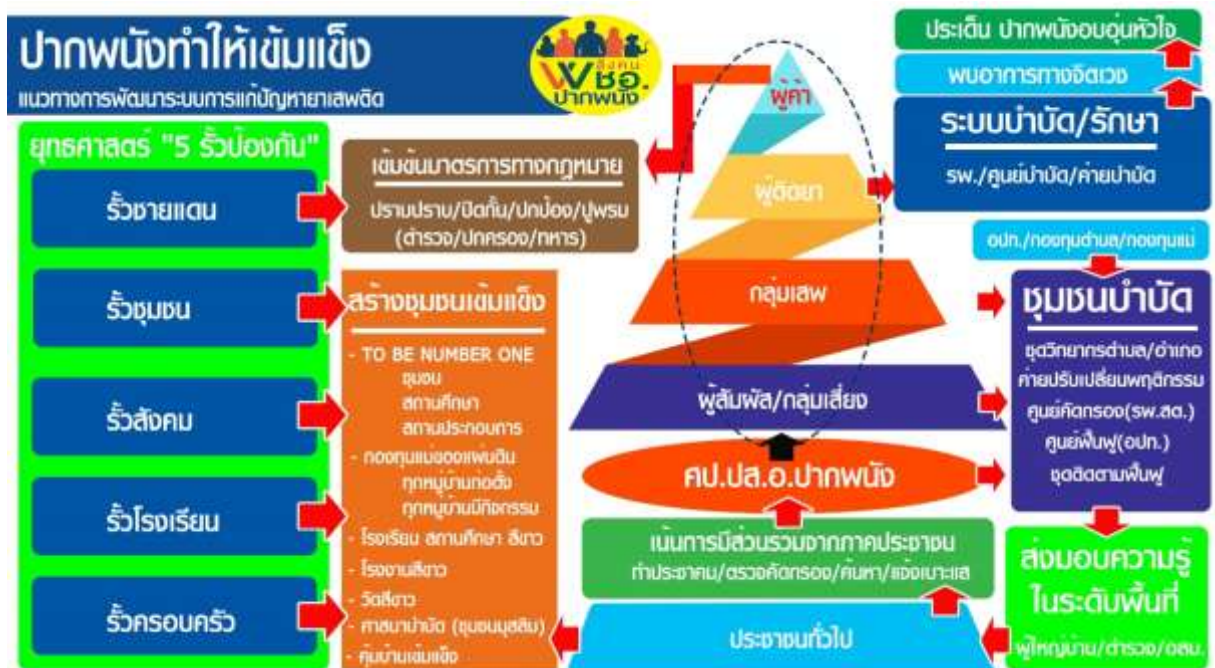 ปากพนังทำให้เข้มแข็ง
แนวทางการพัฒนาระบบการแก้ปัญหายาเสพติด
สังคม
พชอ.
ปากพนัง
ยุทธศาสตร์ "5 รั้วป้องกัน"
รั้วชายแดน
รั้วชุมชน
รั้วสังคม
รั้วโรงเรียน
รั้วครอบครัว
เข้มข้นมาตรการทางกฎหมาย
ปราบปราบ/ปิดกั้น/ปกป้อง/ปูพรม
(ตำรวจ/ปกครอง/ทหาร)
สร้างชุมชนเข้มแข็ง
- TO BE NUMBER ONE
ชุมชน
สถานศึกษา
สถานประกอบการ
- กองทุนแม่ของแผ่นดิน
ทุกหมู่บ้านก่อตั้ง
ทุกหมู่บ้านมีกิจกรรม
- โรงเรียน สถานศึกษา สีขาว
- โรงงานสีขาว
- วัดสีขาว
- ศาสนาบำบัด (ชุมชนมุสลิม)
- คุ้มบ้านเข้มแข็ง
ผู้ค้า
ผู้ติดยา
กลุ่มเสพ
ผู้สัมผัส/กลุ่มเสี่ยง
ศป.ปส.อ.ปากพนัง
เน้นการมีส่วนร่วมจากภาคประชาชน
ทำประชาคม/ตรวจคัดกรอง/ค้นหา/แจ้งเบาะแส
ประชาชนทั่วไป
ประเด็น ปากพนังอบอุ่นหัวใจ
พบอาการทางจิตเวช
ระบบบำบัด/รักษา
รพ./ศูนย์บำบัด/ค่ายบำบัด
อปท./กองทุนตำบล/กองทุนแม่
ชุมชนบำบัด
ชุดวิทยากรตำบล/อำเภอ
ค่ายปรับเปลี่ยนพฤติกรรม
ศูนย์คัดกรอง(รพ.สต.)
ศูนย์ฟื้นฟู(อปท.)
ชุดติดตามฟื้นฟู
ส่งมอบความรู้
ในระดับพื้นที่
ผู้ใหญ่บ้าน/ตำรวจ/อสม.